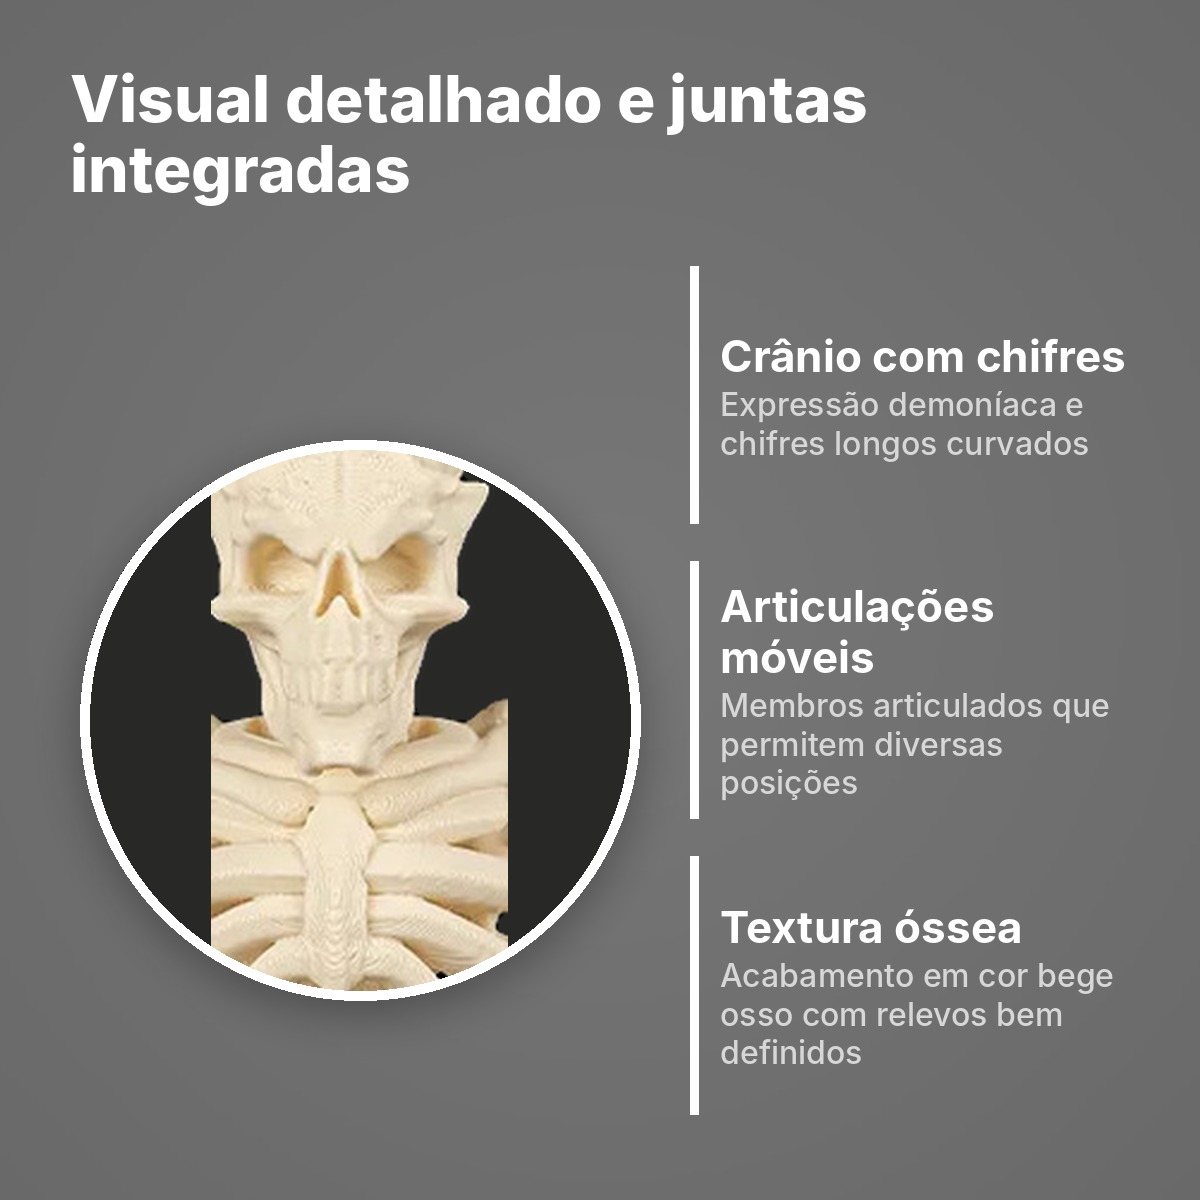 Visual detalhado e juntas
integradas
Crânio com chifres
Expressão demoníaca e
chifres longos curvados
Articulações
móveis
Membros articulados que
permitem diversas
posições
Textura óssea
Acabamento em cor bege
osso com relevos bem
definidos